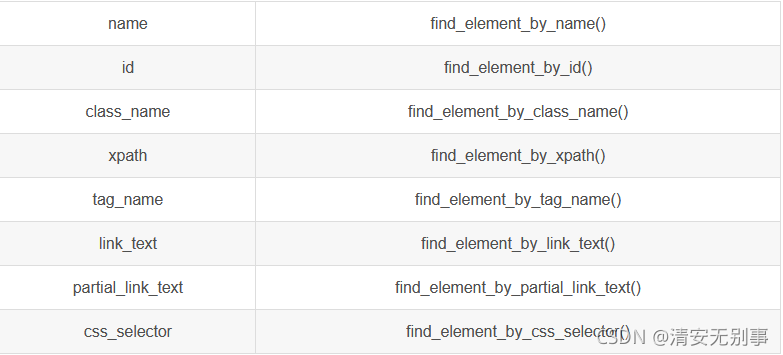 name find_element_by_name()
id find_element_by_id()
class_name find_element_by_class_name()
xpath find_element_by_xpath()
tag_name find_element_by_tag_name()
link_text find_element_by_link_text()
partial_link_text find_element_by_partial_link_text()
css_selector find_element_by_css_selector()
CSDN @清安无别事